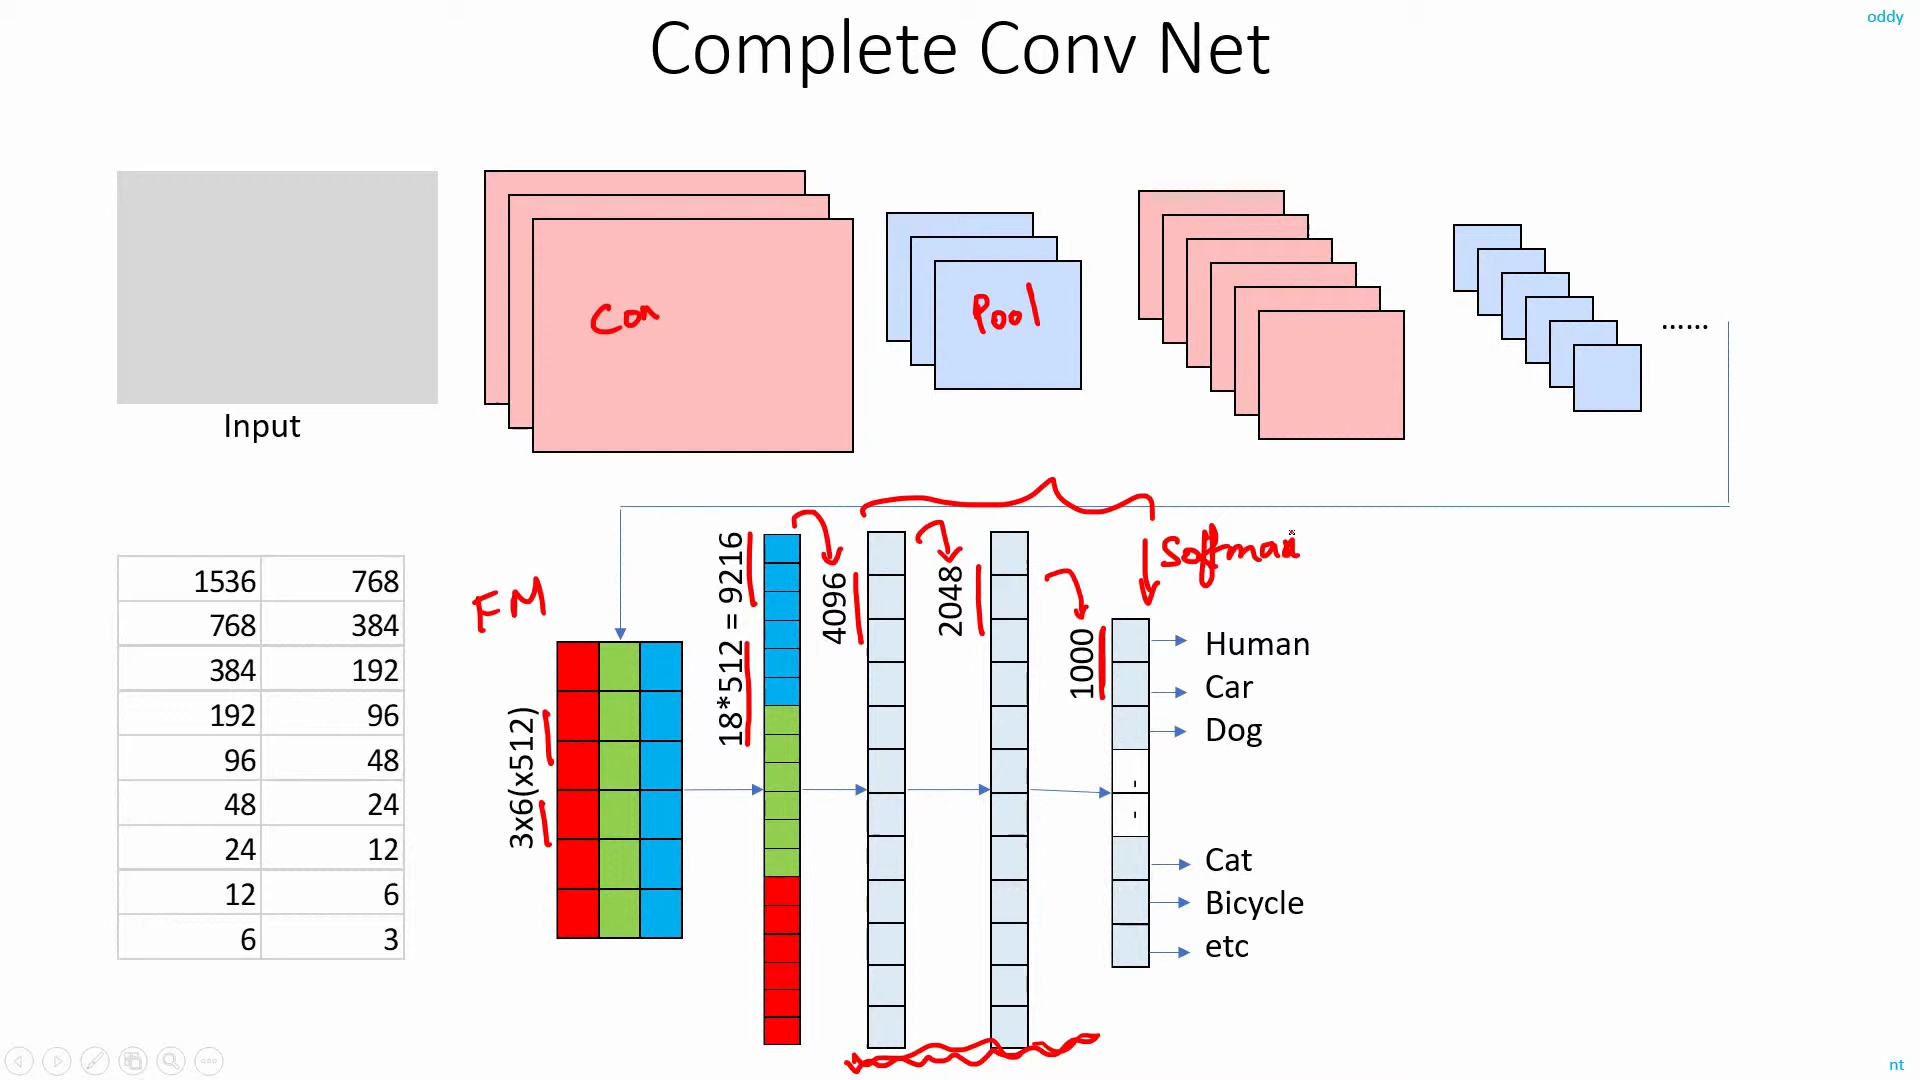 oddy
Complete Conv Net
Con
Pool
......
Input
Softmax
FM
1536 768
768 384
384 192
192 96
96 48
48 24
24 12
12 6
6 3
3x6(x512)
18*512 = 9216
4096
2048
1000
Human
Car
Dog
-
-
Cat
Bicycle
etc
nt